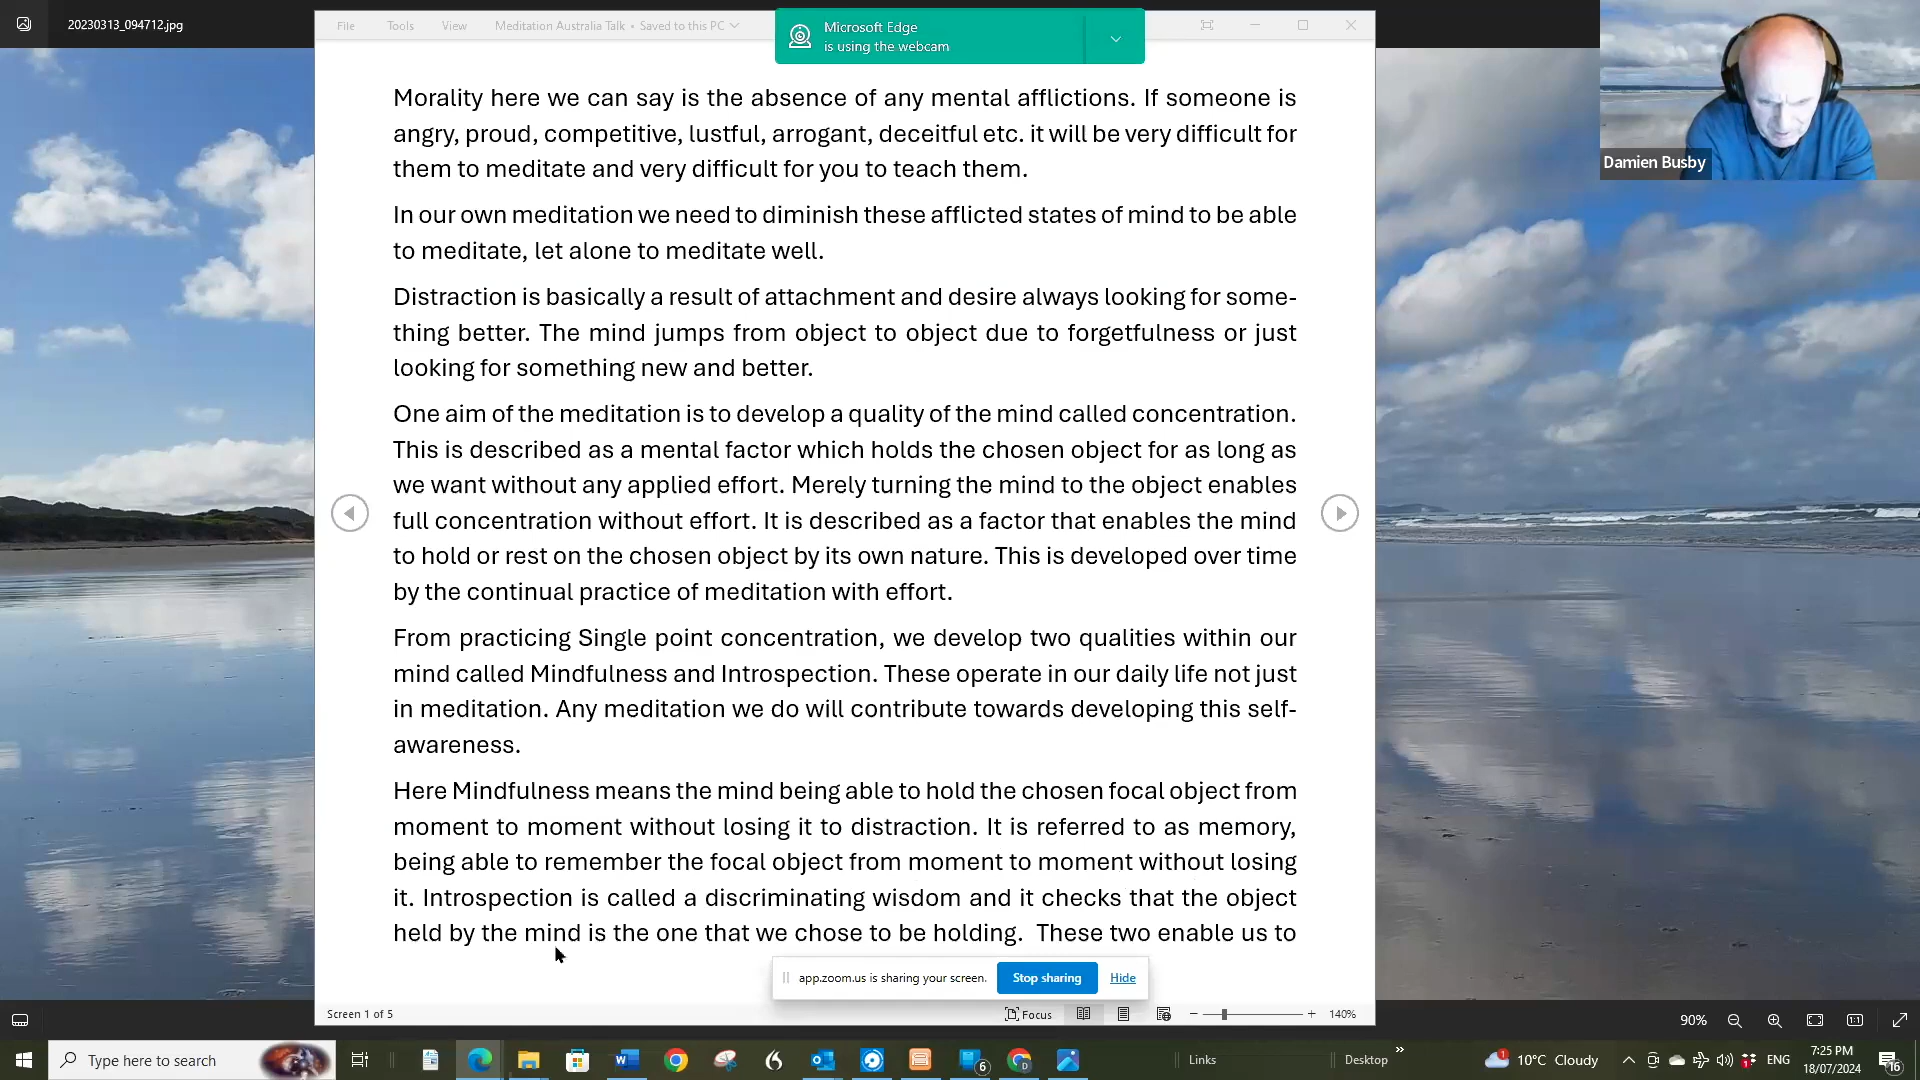 20230313_094712.jpg
File
Tools
View
Meditation Australia Talk • Saved to this PC
Microsoft Edge
is using the webcam
Damien Busby
Morality here we can say is the absence of any mental afflictions. If someone is
angry, proud, competitive, lustful, arrogant, deceitful etc. it will be very difficult for
them to meditate and very difficult for you to teach them.
In our own meditation we need to diminish these afflicted states of mind to be able
to meditate, let alone to meditate well.
Distraction is basically a result of attachment and desire always looking for some-
thing better. The mind jumps from object to object due to forgetfulness or just
looking for something new and better.
One aim of the meditation is to develop a quality of the mind called concentration.
This is described as a mental factor which holds the chosen object for as long as
we want without any applied effort. Merely turning the mind to the object enables
full concentration without effort. It is described as a factor that enables the mind
to hold or rest on the chosen object by its own nature. This is developed over time
by the continual practice of meditation with effort.
From practicing Single point concentration, we develop two qualities within our
mind called Mindfulness and Introspection. These operate in our daily life not just
in meditation. Any meditation we do will contribute towards developing this self-
awareness.
Here Mindfulness means the mind being able to hold the chosen focal object from
moment to moment without losing it to distraction. It is referred to as memory,
being able to remember the focal object from moment to moment without losing
it. Introspection is called a discriminating wisdom and it checks that the object
held by the mind is the one that we chose to be holding.  These two enable us to
app.zoom.us is sharing your screen.
Stop sharing
Hide
Screen 1 of 5
Focus
140%
90%
Type here to search
6
Links
Desktop
1
10°C Cloudy
ENG
7:25 PM
18/07/2024
16